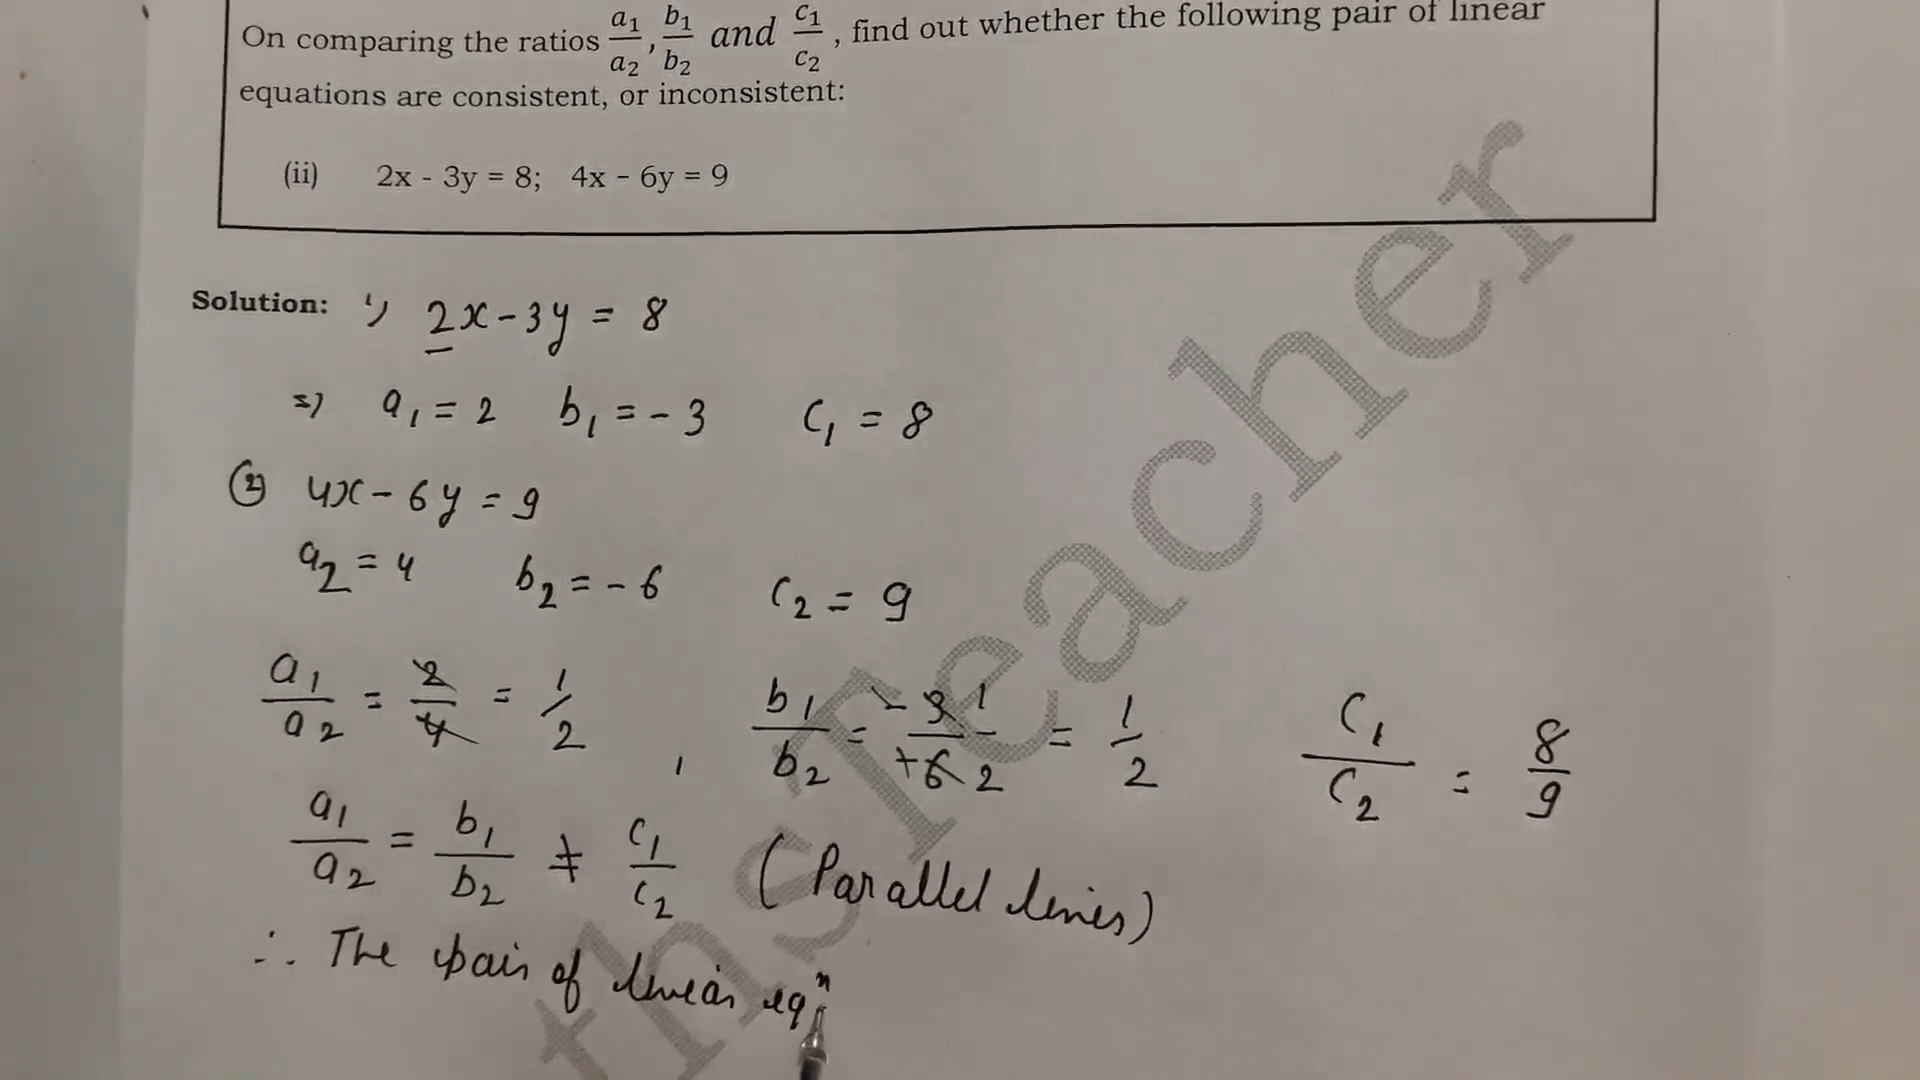 On comparing the ratios a₁/a₂, b₁/b₂ and c₁/c₂, find out whether the following pair of linear
equations are consistent, or inconsistent:
(ii) 2x - 3y = 8; 4x - 6y = 9
Solution: 1) 2x - 3y = 8
⇒ a₁ = 2 b₁ = - 3 c₁ = 8
② 4x - 6y = 9
a₂ = 4 b₂ = - 6 c₂ = 9
a₁/a₂ = 2/4 = 1/2 , b₁/b₂ = -3 1/+6 2 = 1/2 c₁/c₂ = 8/9
a₁/a₂ = b₁/b₂ ≠ c₁/c₂ (Parallel lines)
∴ The pair of linear eqⁿ
hsTeacher